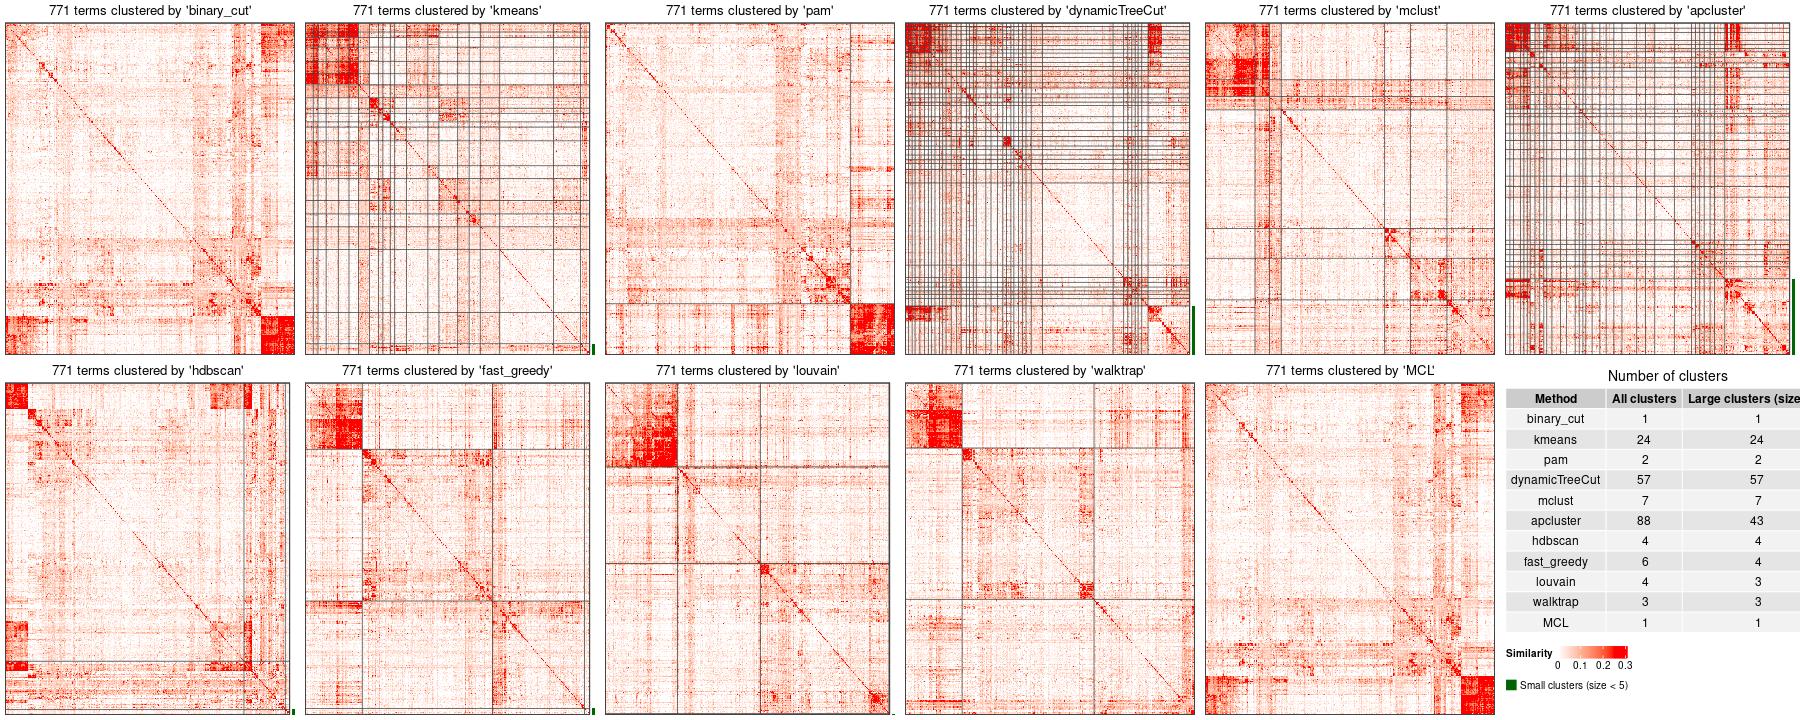 771 terms clustered by 'binary_cut'
771 terms clustered by 'kmeans'
771 terms clustered by 'pam'
771 terms clustered by 'dynamicTreeCut'
771 terms clustered by 'mclust'
771 terms clustered by 'apcluster'
771 terms clustered by 'hdbscan'
771 terms clustered by 'fast_greedy'
771 terms clustered by 'louvain'
771 terms clustered by 'walktrap'
771 terms clustered by 'MCL'
Number of clusters
Method All clusters Large clusters (size
binary_cut 1 1
kmeans 24 24
pam 2 2
dynamicTreeCut 57 57
mclust 7 7
apcluster 88 43
hdbscan 4 4
fast_greedy 6 4
louvain 4 3
walktrap 3 3
MCL 1 1
Similarity
0 0.1 0.2 0.3
Small clusters (size < 5)